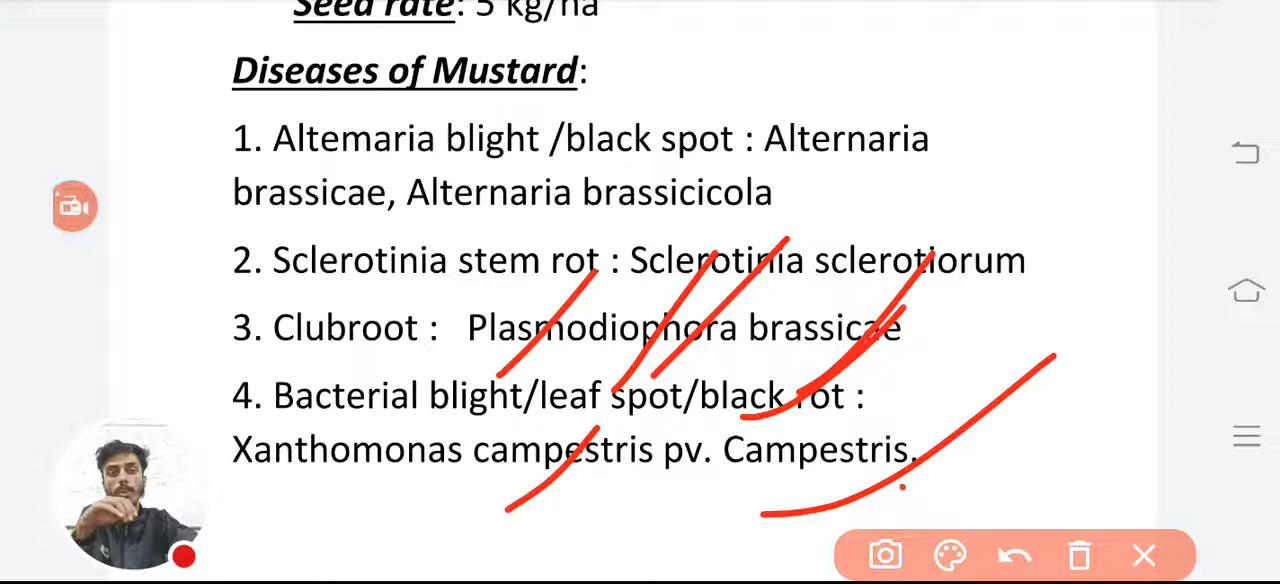 Seed rate: 5 kg/ha
Diseases of Mustard:
1. Altemaria blight /black spot : Alternaria
brassicae, Alternaria brassicicola
2. Sclerotinia stem rot : Sclerotinia sclerotiorum
3. Clubroot : Plasmodiophora brassicae
4. Bacterial blight/leaf spot/black rot :
Xanthomonas campestris pv. Campestris.